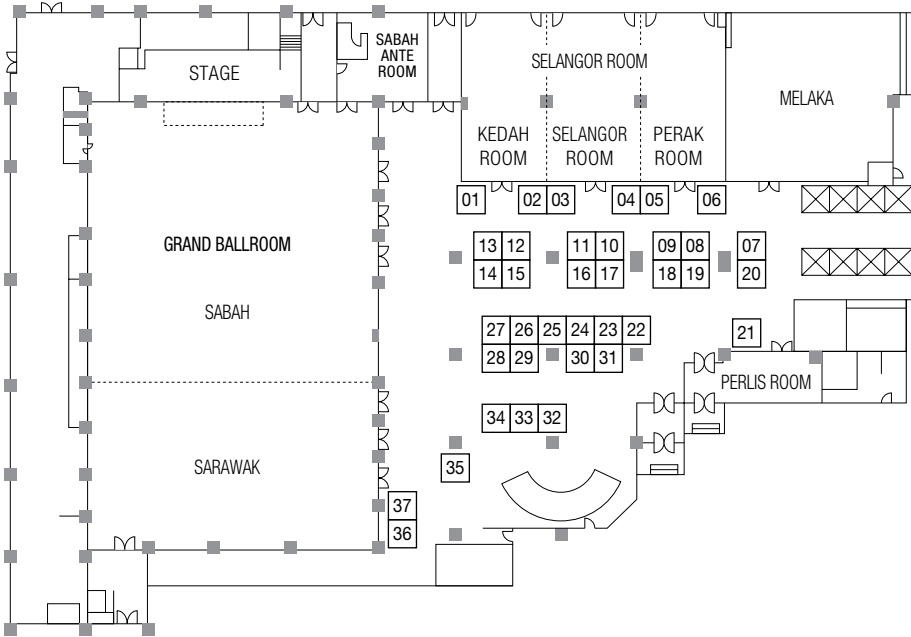 STAGE
SABAH
ANTE
ROOM
SELANGOR ROOM
MELAKA
KEDAH
ROOM
SELANGOR
ROOM
PERAK
ROOM
01
02 03
04 05
06
GRAND BALLROOM
13 12
11 10
09 08
07
14 15
16 17
18 19
20
SABAH
27 26 25 24 23 22
21
28 29
30 31
PERLIS ROOM
34 33 32
SARAWAK
35
37
36